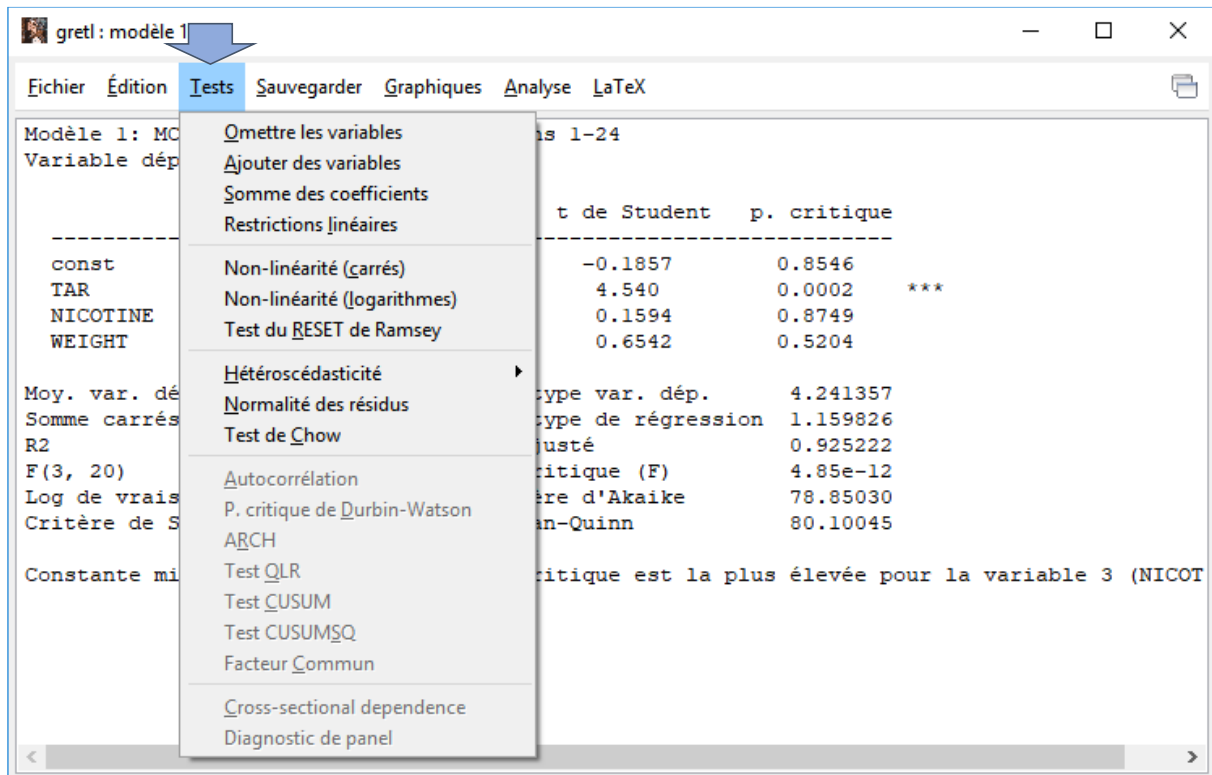 gretl : modèle 1
Fichier Édition Tests Sauvegarder Graphiques Analyse LaTeX
Modèle 1: MC
1-24
Variable dép
t de Student p. critique
const -0.1857 0.8546
TAR 4.540 0.0002 ***
NICOTINE 0.1594 0.8749
WEIGHT 0.6542 0.5204
Moy. var. dé
type var. dép. 4.241357
Somme carrés
type de régression 1.159826
R2
justé 0.925222
F(3, 20)
ritique (F) 4.85e-12
Log de vrais
ère d'Akaike 78.85030
Critère de S
an-Quinn 80.10045
Constante mi
ritique est la plus élevée pour la variable 3 (NICOT
Omettre les variables
Ajouter des variables
Somme des coefficients
Restrictions linéaires
Non-linéarité (carrés)
Non-linéarité (logarithmes)
Test du RESET de Ramsey
Hétéroscédasticité
Normalité des résidus
Test de Chow
Autocorrélation
P. critique de Durbin-Watson
ARCH
Test QLR
Test CUSUM
Test CUSUMSQ
Facteur Commun
Cross-sectional dependence
Diagnostic de panel